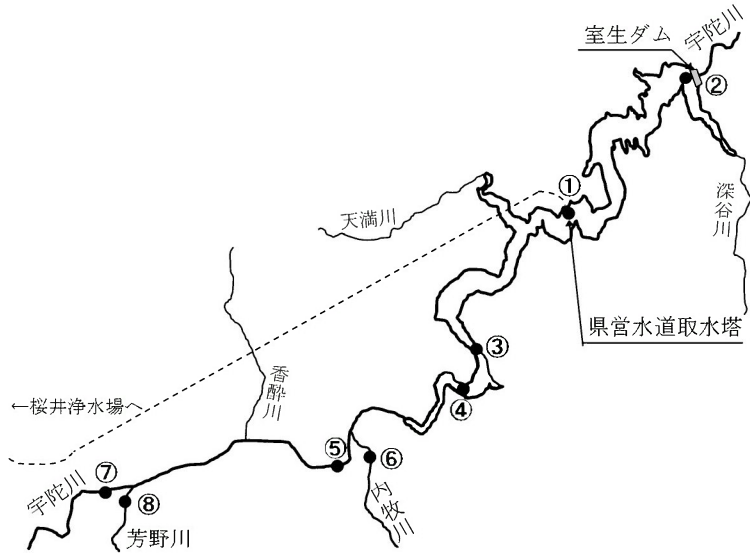 室生ダム
宇陀川
②
①
深谷川
天満川
県営水道取水塔
③
香酔川
←桜井浄水場へ
④
⑤
⑥
⑦
宇陀川
⑧
内牧川
芳野川